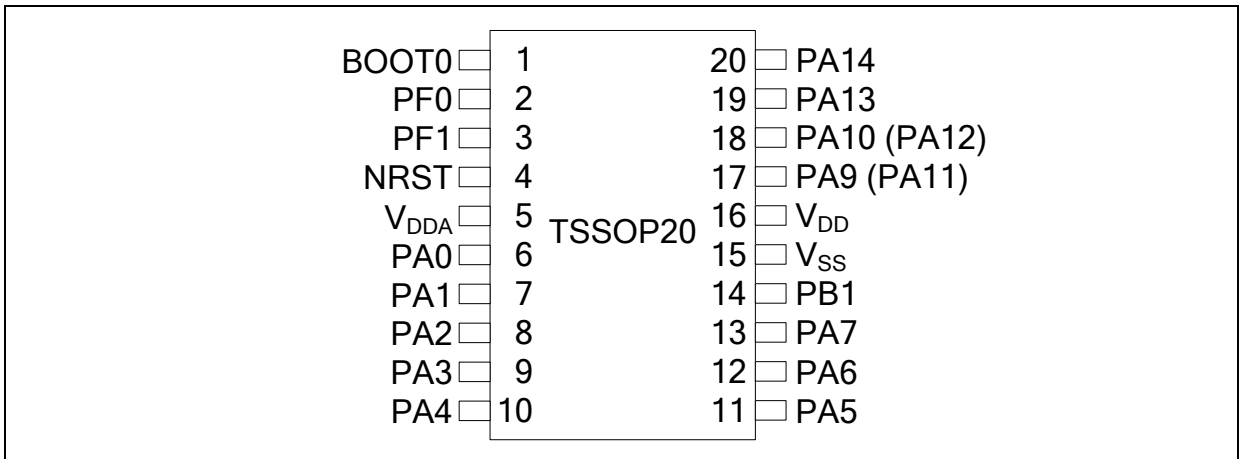 BOOT0 1 20 PA14
PF0 2 19 PA13
PF1 3 18 PA10 (PA12)
NRST 4 17 PA9 (PA11)
VDDA 5 TSSOP20 16 VDD
PA0 6 15 VSS
PA1 7 14 PB1
PA2 8 13 PA7
PA3 9 12 PA6
PA4 10 11 PA5